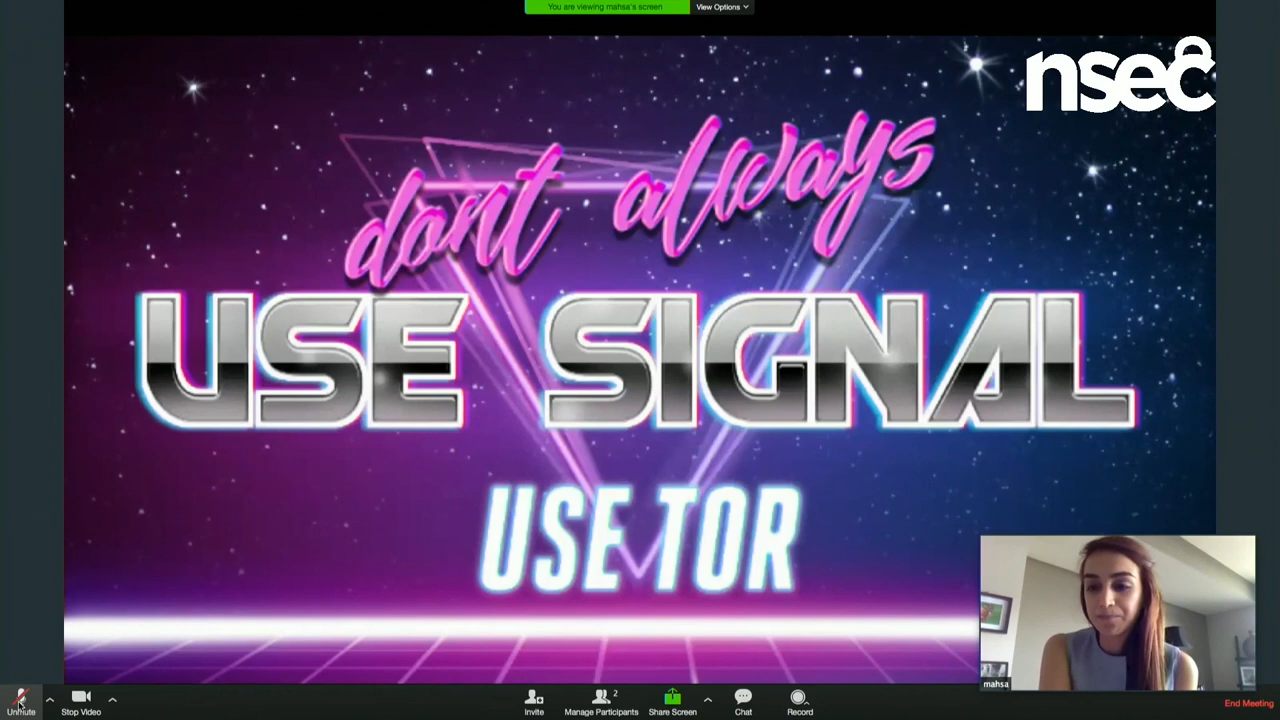 You are viewing mahsa's screen View Options
nsec
dont always
USE SIGNAL
USE TOR
mahsa
Unmute Stop Video Invite Manage Participants 2 Share Screen Chat Record End Meeting